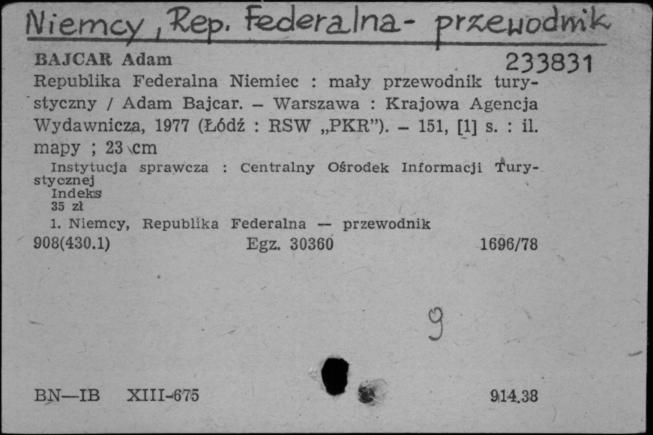 Niemcy, Rep. Federalna - przewodnik
BAJCAR Adam 233831
Republika Federalna Niemiec : mały przewodnik tury-
styczny / Adam Bajcar. — Warszawa : Krajowa Agencja
Wydawnicza, 1977 (Łódź : RSW „PKR”). — 151, [1] s. : il.
mapy ; 23 cm
Instytucja sprawcza : Centralny Ośrodek Informacji Tury-
stycznej
Indeks
35 zł
1. Niemcy, Republika Federalna — przewodnik
908(430.1) Egz. 30360 1696/78
9
BN—IB XIII-675 914.38